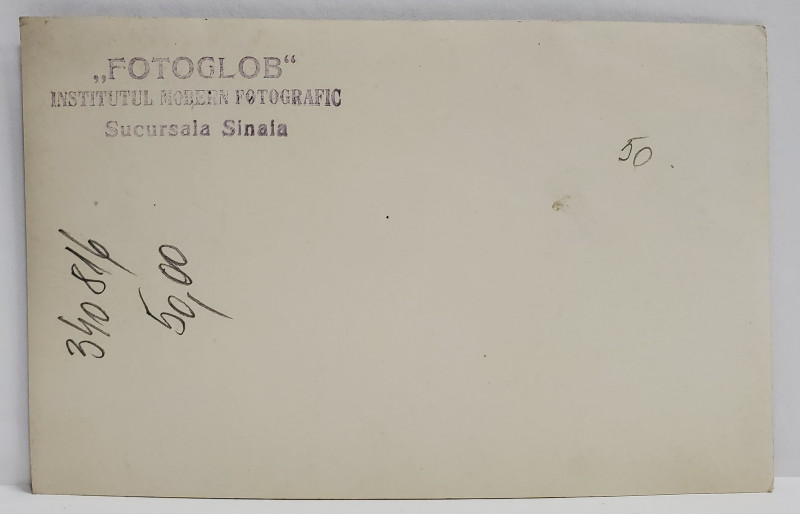 „FOTOGLOB“
INSTITUTUL MODERN FOTOGRAFIC
Sucursala Sinaia
50.
340816
50,00